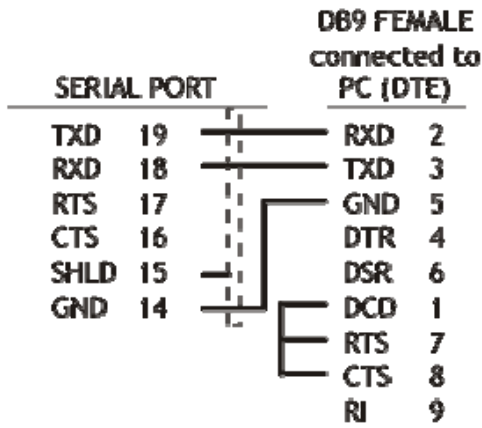 DB9 FEMALE
connected to
SERIAL PORT PC (DTE)
TXD 19 RXD 2
RXD 18 TXD 3
RTS 17 GND 5
CTS 16 DTR 4
SHLD 15 DSR 6
GND 14 DCD 1
RTS 7
CTS 8
RI 9